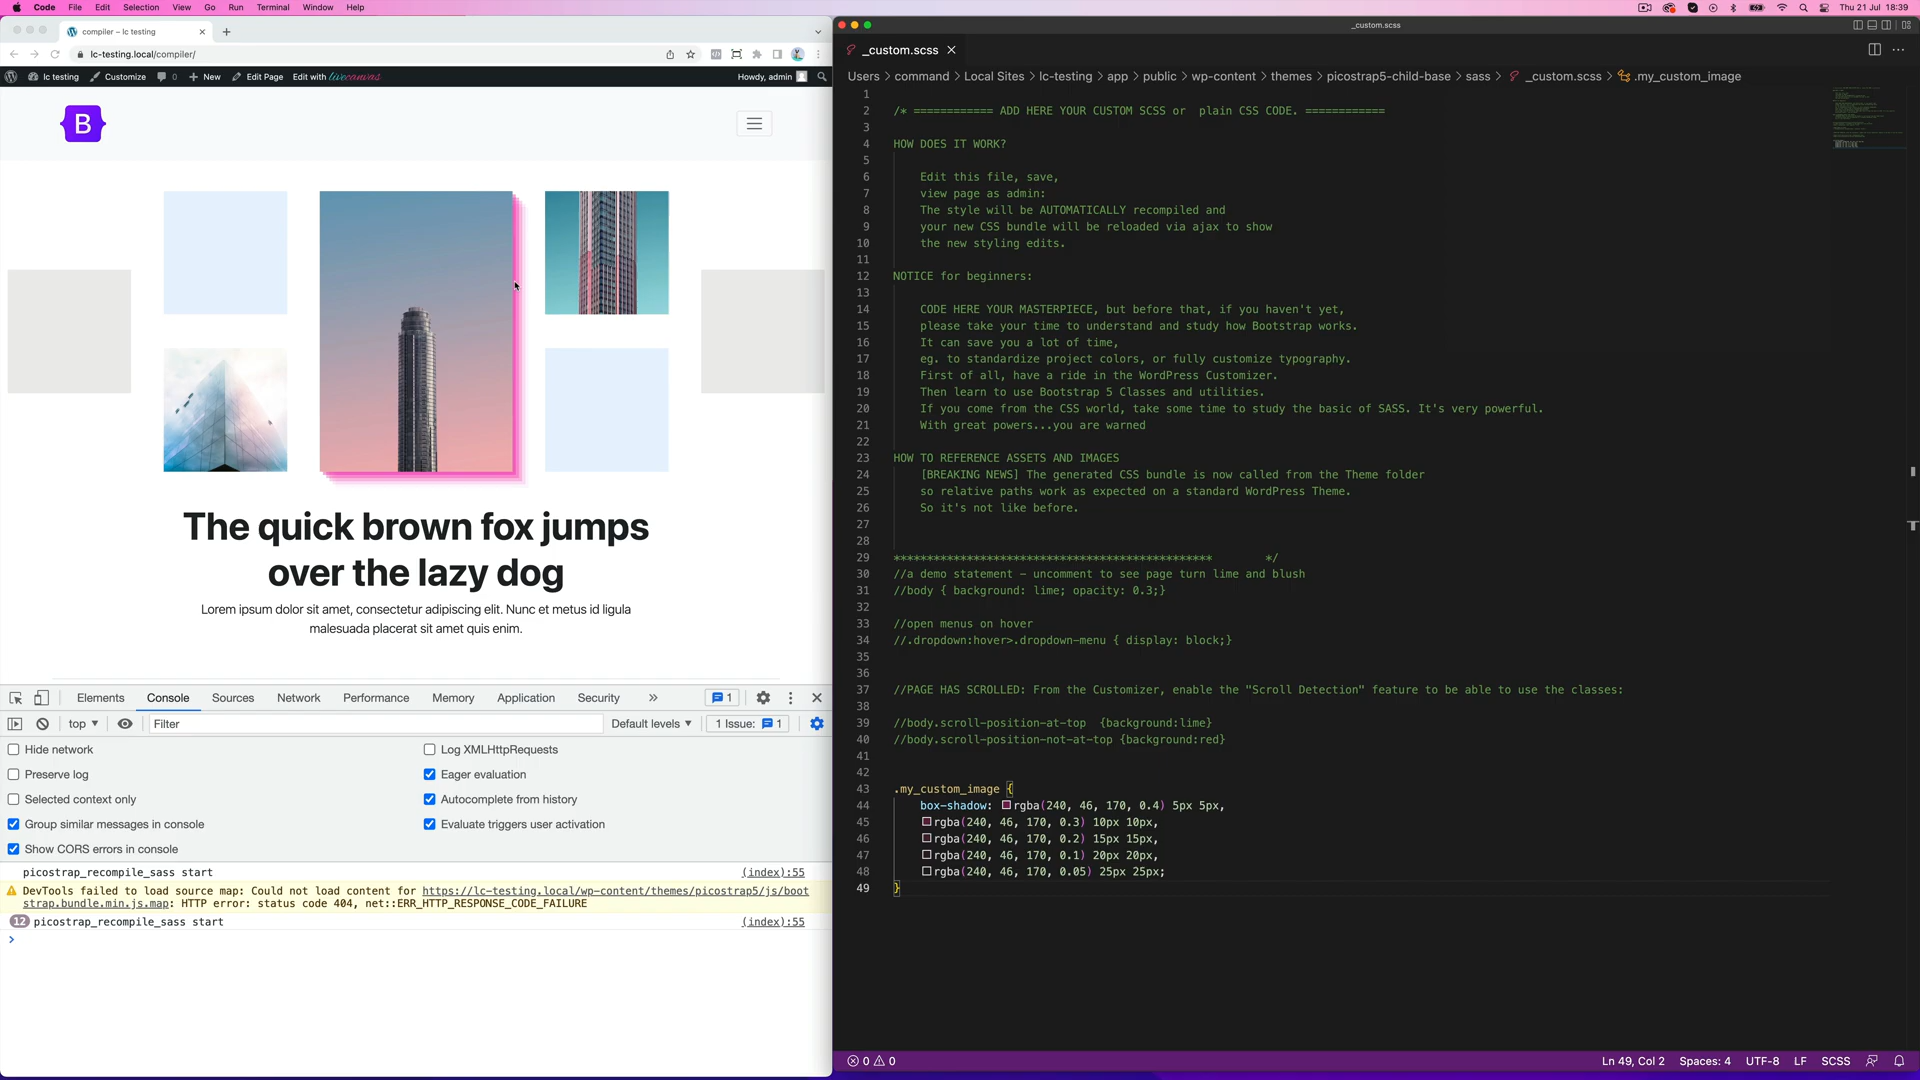 Code File Edit Selection View Go Run Terminal Window Help
Thu 21 Jul 18:39
compiler – lc testing
lc-testing.local/compiler/
lc testing Customize 0 New Edit Page Edit with livecanvas Howdy, admin
B
The quick brown fox jumps
over the lazy dog
Lorem ipsum dolor sit amet, consectetur adipiscing elit. Nunc et metus id ligula
malesuada placerat sit amet quis enim.
Elements Console Sources Network Performance Memory Application Security » 1
top Filter Default levels 1 Issue: 1
Hide network Log XMLHttpRequests
Preserve log Eager evaluation
Selected context only Autocomplete from history
Group similar messages in console Evaluate triggers user activation
Show CORS errors in console
picostrap_recompile_sass start (index):55
DevTools failed to load source map: Could not load content for https://lc-testing.local/wp-content/themes/picostrap5/js/boot
strap.bundle.min.js.map: HTTP error: status code 404, net::ERR_HTTP_RESPONSE_CODE_FAILURE
12 picostrap_recompile_sass start (index):55
_custom.scss
_custom.scss
Users > command > Local Sites > lc-testing > app > public > wp-content > themes > picostrap5-child-base > sass > _custom.scss > .my_custom_image
1
2 /* ============ ADD HERE YOUR CUSTOM SCSS or plain CSS CODE. ============
3
4 HOW DOES IT WORK?
5
6 Edit this file, save,
7 view page as admin:
8 The style will be AUTOMATICALLY recompiled and
9 your new CSS bundle will be reloaded via ajax to show
10 the new styling edits.
11
12 NOTICE for beginners:
13
14 CODE HERE YOUR MASTERPIECE, but before that, if you haven't yet,
15 please take your time to understand and study how Bootstrap works.
16 It can save you a lot of time,
17 eg. to standardize project colors, or fully customize typography.
18 First of all, have a ride in the WordPress Customizer.
19 Then learn to use Bootstrap 5 Classes and utilities.
20 If you come from the CSS world, take some time to study the basic of SASS. It's very powerful.
21 With great powers...you are warned
22
23 HOW TO REFERENCE ASSETS AND IMAGES
24 [BREAKING NEWS] The generated CSS bundle is now called from the Theme folder
25 so relative paths work as expected on a standard WordPress Theme.
26 So it's not like before.
27
28
29 ************************************************ */
30 //a demo statement - uncomment to see page turn lime and blush
31 //body { background: lime; opacity: 0.3;}
32
33 //open menus on hover
34 //.dropdown:hover>.dropdown-menu { display: block;}
35
36
37 //PAGE HAS SCROLLED: From the Customizer, enable the "Scroll Detection" feature to be able to use the classes:
38
39 //body.scroll-position-at-top {background:lime}
40 //body.scroll-position-not-at-top {background:red}
41
42
43 .my_custom_image {
44 box-shadow: rgba(240, 46, 170, 0.4) 5px 5px,
45 rgba(240, 46, 170, 0.3) 10px 10px,
46 rgba(240, 46, 170, 0.2) 15px 15px,
47 rgba(240, 46, 170, 0.1) 20px 20px,
48 rgba(240, 46, 170, 0.05) 25px 25px;
49 }
0 0 Ln 49, Col 2 Spaces: 4 UTF-8 LF SCSS